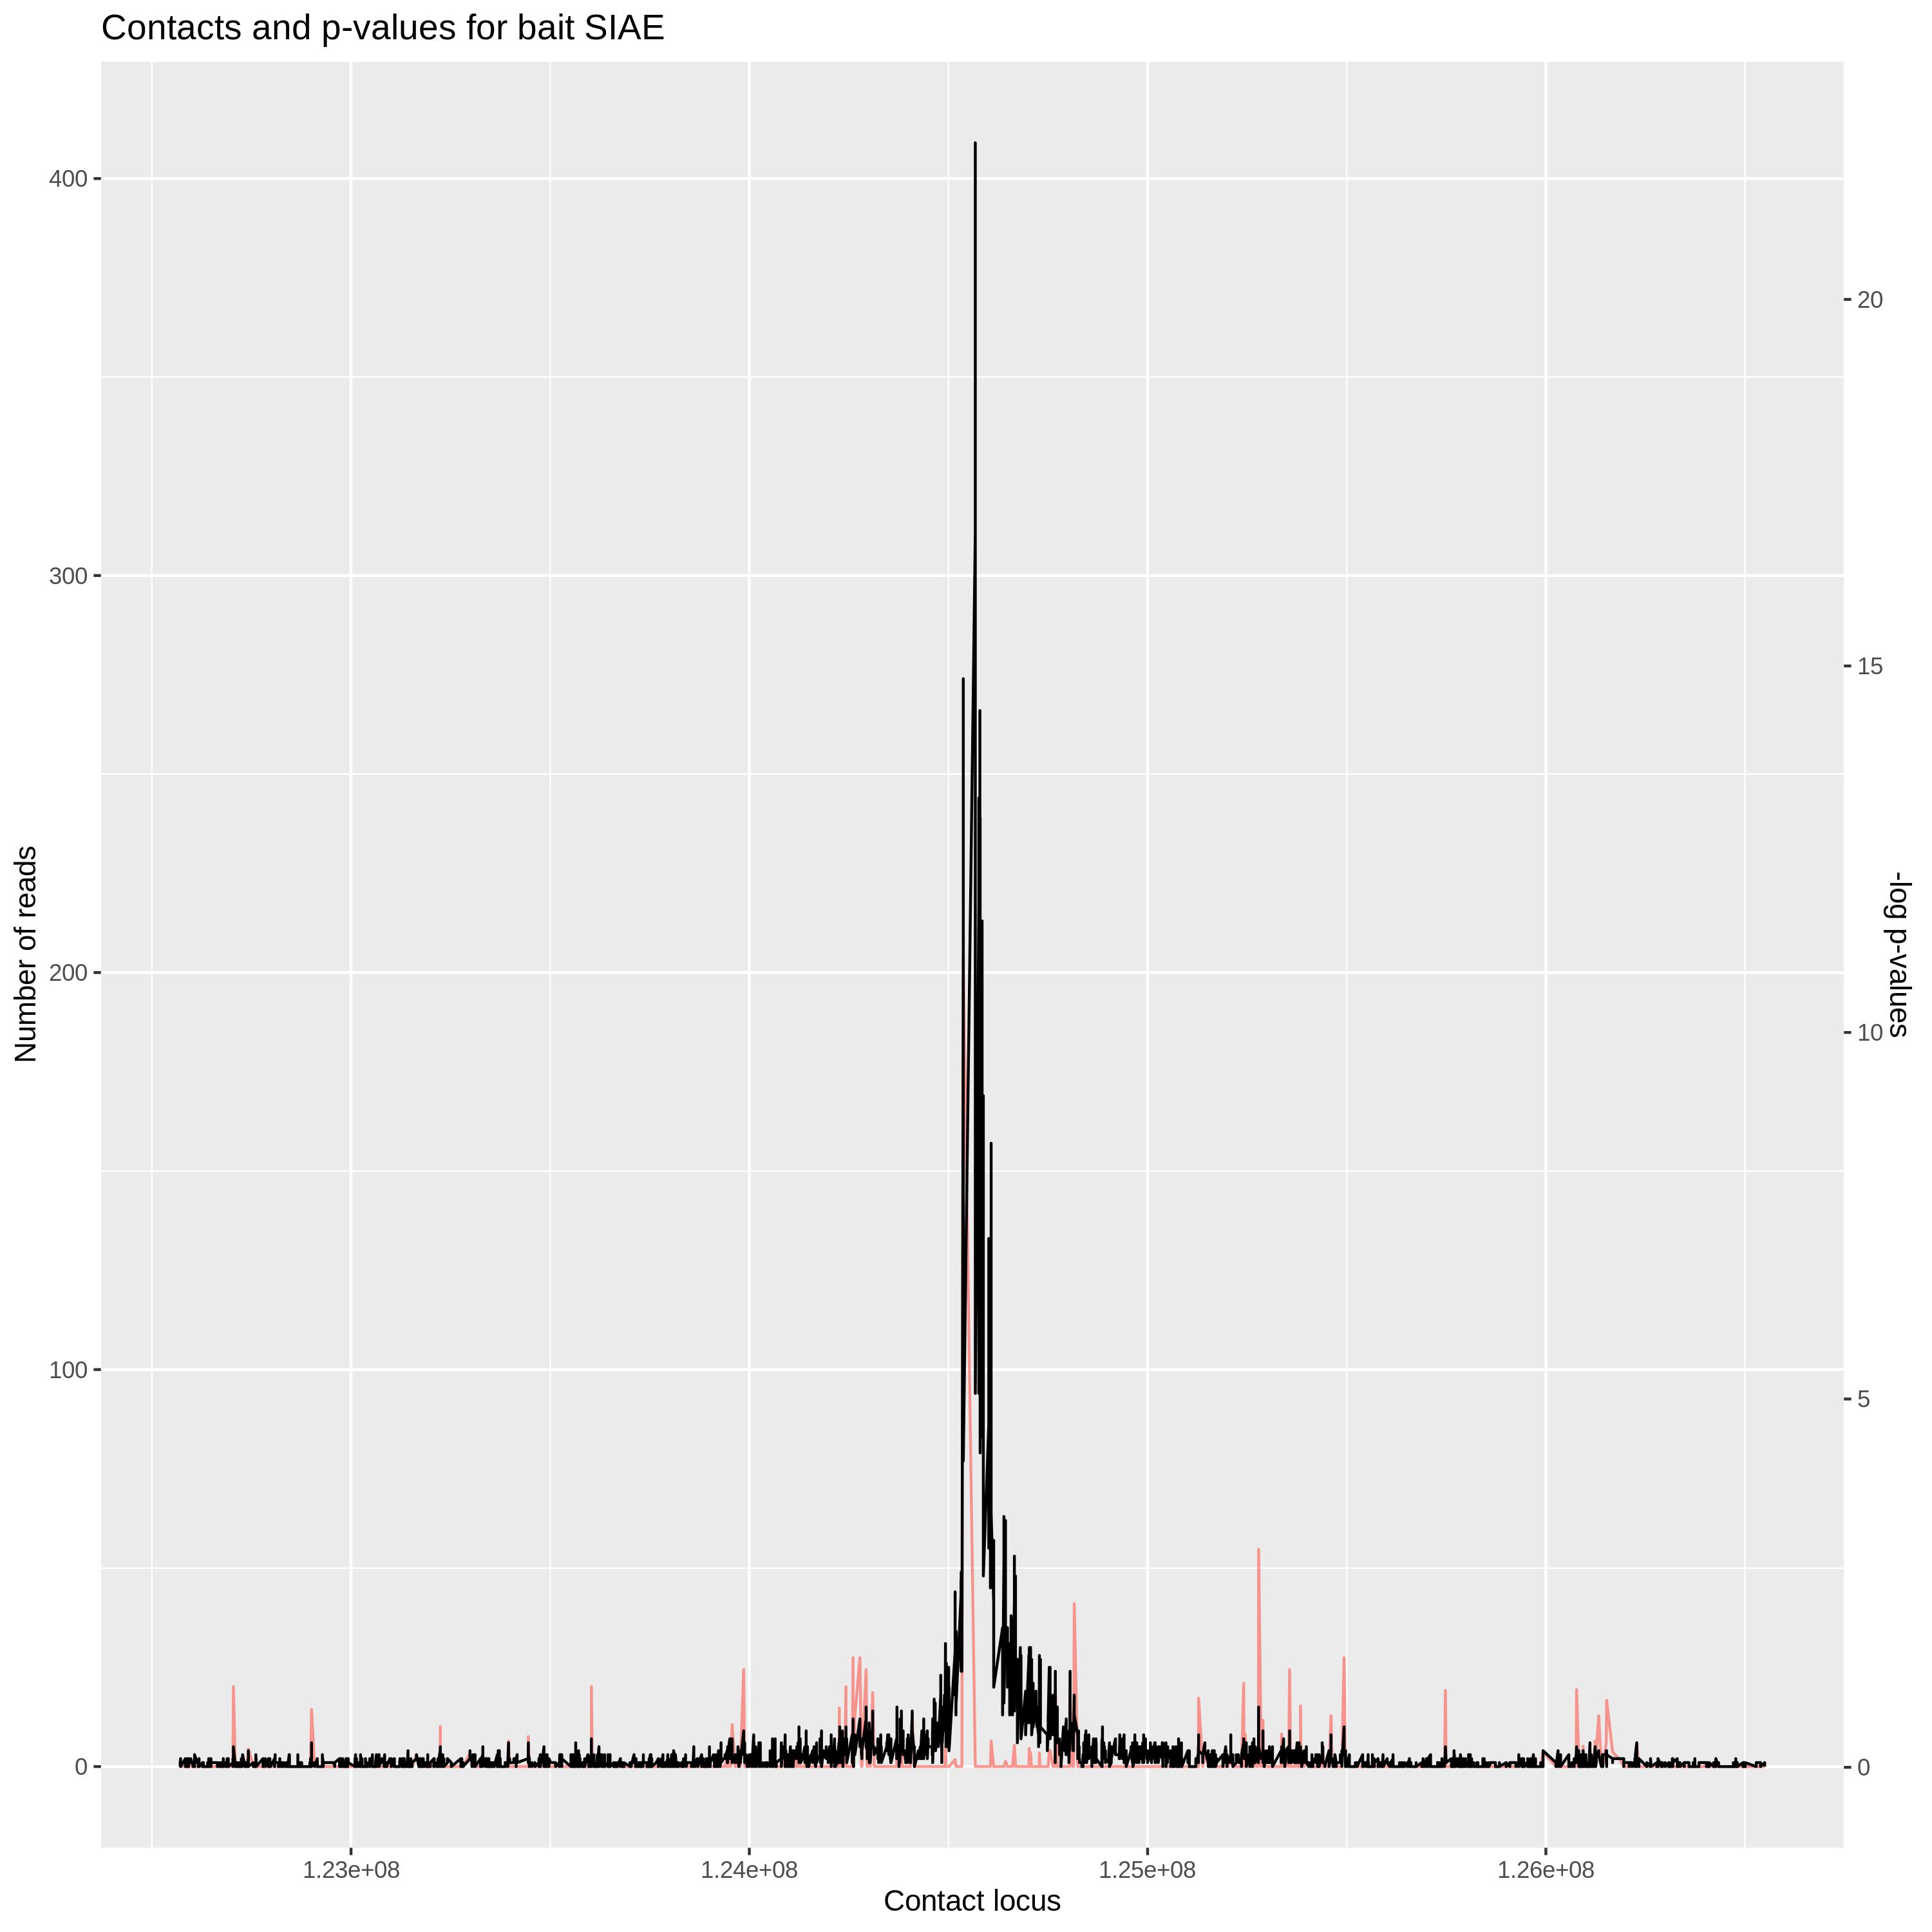 Contacts and p-values for bait SIAE
400
300
200
100
0
Number of reads
20
15
10
5
0
-log p-values
1.23e+08
1.24e+08
1.25e+08
1.26e+08
Contact locus